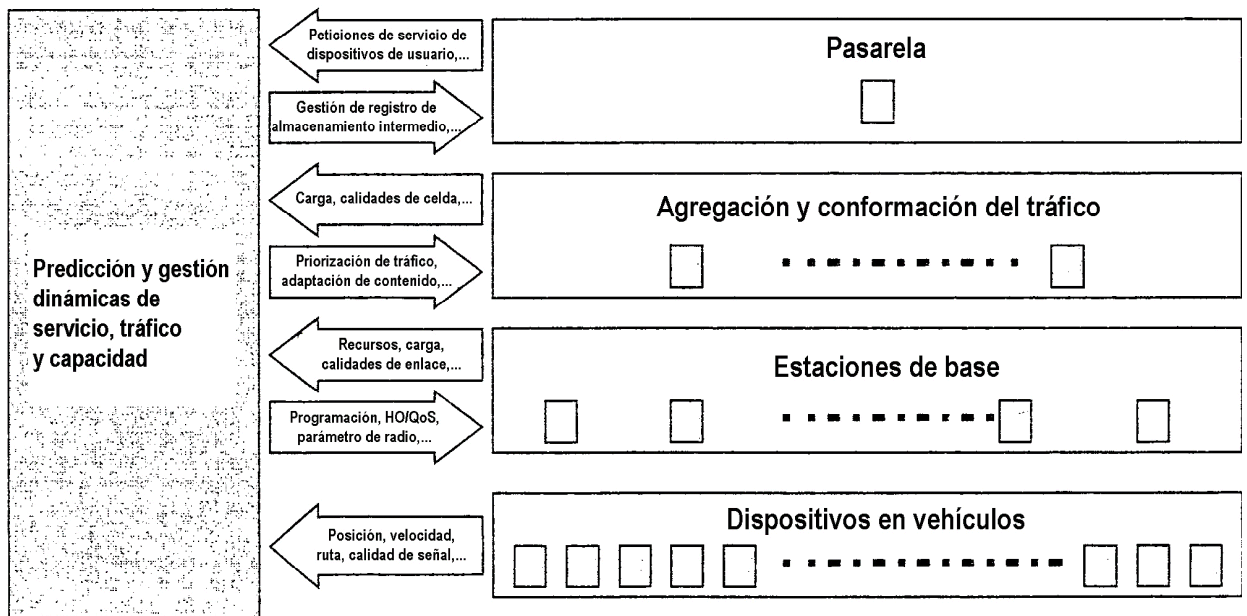 Peticiones de servicio de
dispositivos de usuario,...
Pasarela
Gestión de registro de
almacenamiento intermedio,...
Carga, calidades de celda,...
Agregación y conformación del tráfico
Priorización de tráfico,
adaptación de contenido,...
Predicción y gestión
dinámicas de
servicio, tráfico
y capacidad
Recursos, carga,
calidades de enlace,...
Estaciones de base
Programación, HO/QoS,
parámetro de radio,...
Dispositivos en vehículos
Posición, velocidad,
ruta, calidad de señal,...